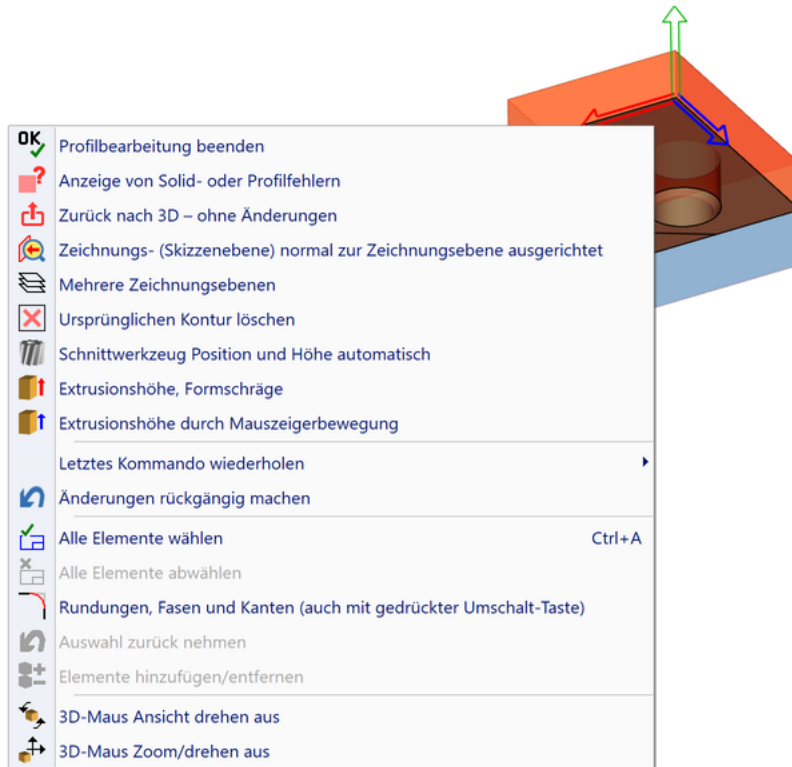 OK
Profilbearbeitung beenden
Anzeige von Solid- oder Profilfehlern
Zurück nach 3D – ohne Änderungen
Zeichnungs- (Skizzenebene) normal zur Zeichnungsebene ausgerichtet
Mehrere Zeichnungsebenen
Ursprünglichen Kontur löschen
Schnittwerkzeug Position und Höhe automatisch
Extrusionshöhe, Formschräge
Extrusionshöhe durch Mauszeigerbewegung
Letztes Kommando wiederholen
Änderungen rückgängig machen
Alle Elemente wählen Ctrl+A
Alle Elemente abwählen
Rundungen, Fasen und Kanten (auch mit gedrückter Umschalt-Taste)
Auswahl zurück nehmen
Elemente hinzufügen/entfernen
3D-Maus Ansicht drehen aus
3D-Maus Zoom/drehen aus